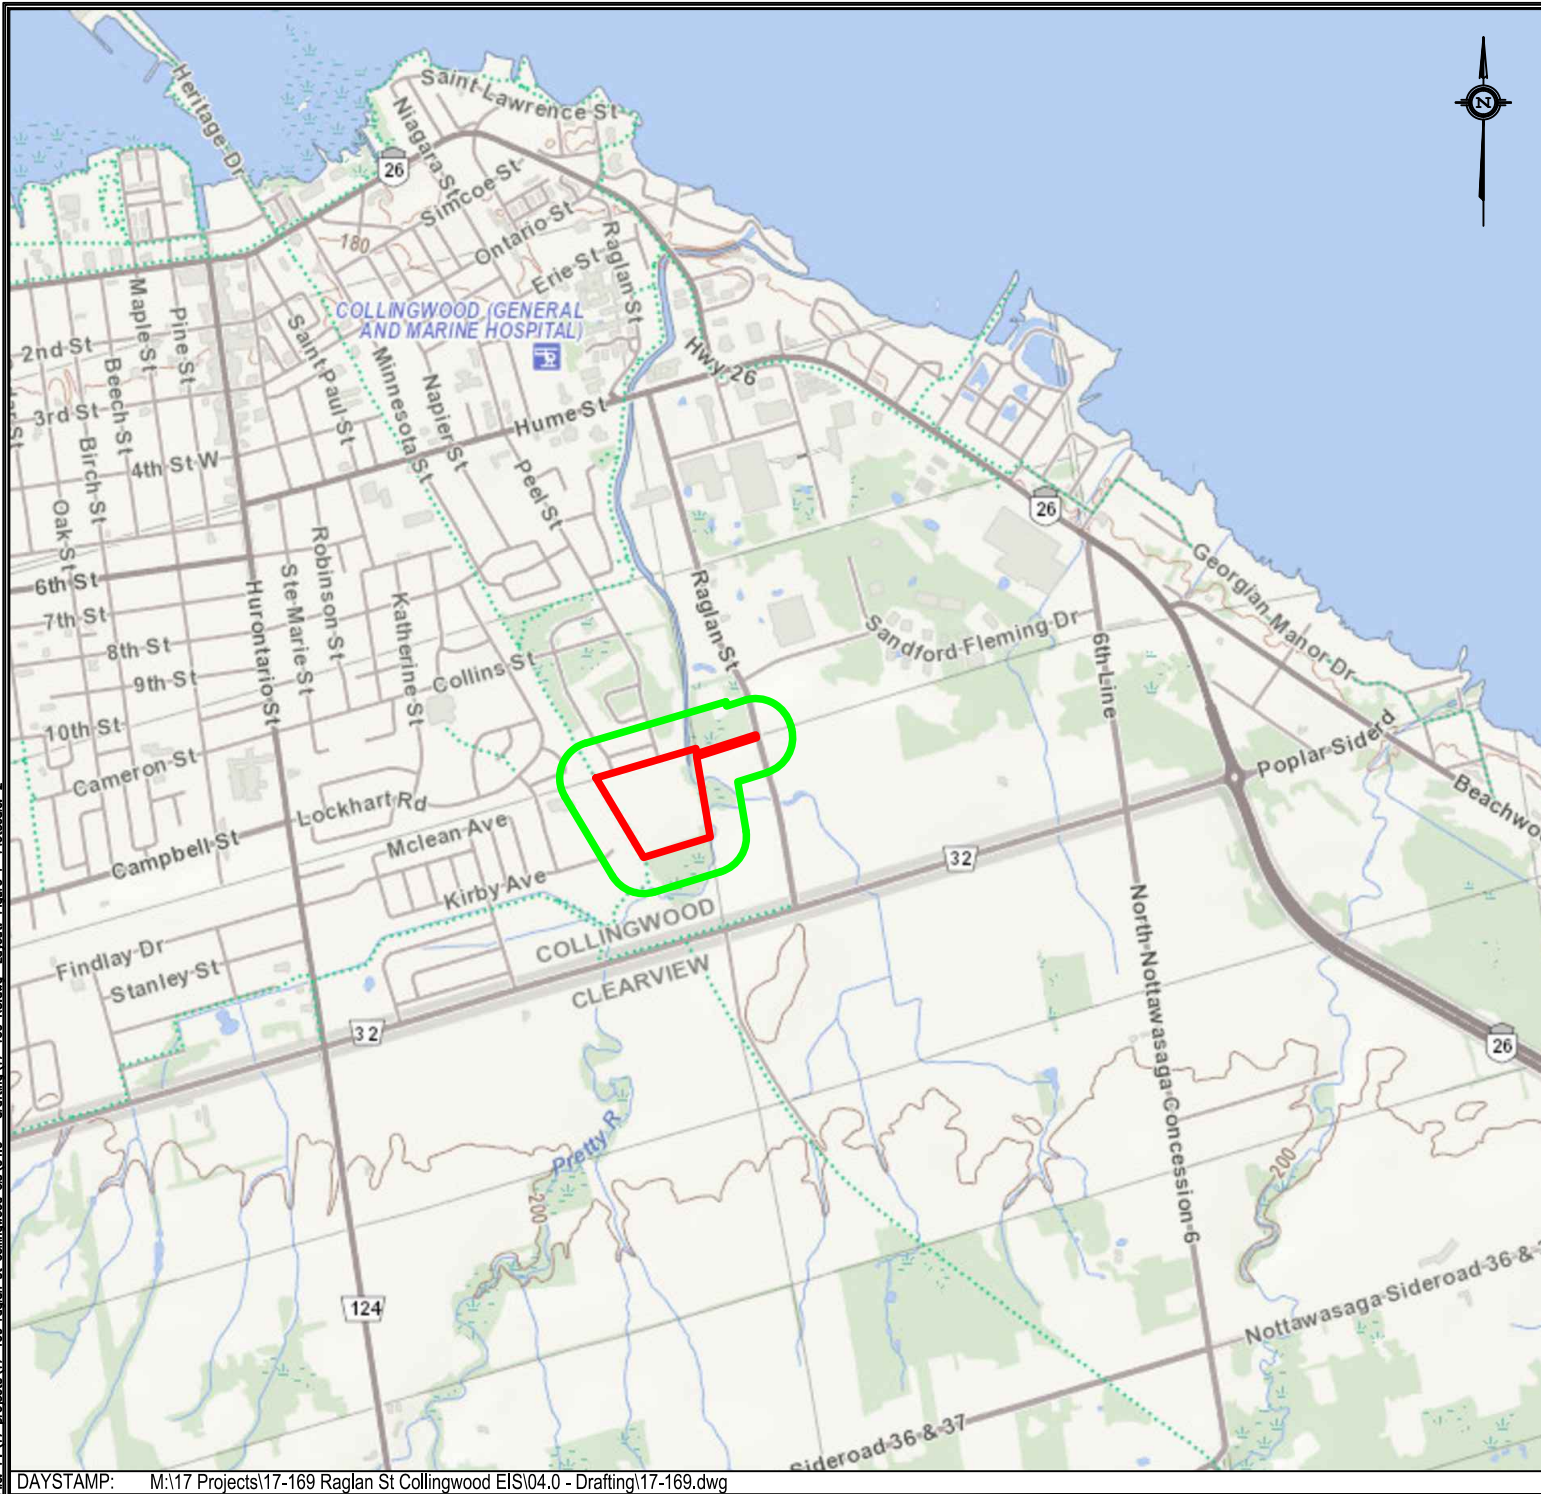 N
Heritage Dr
Saint Lawrence St
Niagara St
26
Simcoe St
Ontario St
180
Erie St
Raglan St
Maple St
Pine St
COLLINGWOOD (GENERAL
AND MARINE HOSPITAL)
2nd St
Saint Paul St
Minnesota St
Hwy 26
Beech St
Napier St
3rd St
Hume St
Birch St
4th St W
Peel St
Oak St
26
Robinson St
Georgian Manor Dr
6th St
Ste Marie St
Hurontario St
Katherine St
Raglan St
7th St
Sandford Fleming Dr
6th Line
8th St
Collins St
9th St
10th St
Cameron St
Poplar Siderd
Lockhart Rd
Beachwo
Mclean Ave
Campbell St
32
Kirby Ave
COLLINGWOOD
North Nottawasaga Concession 6
Findlay Dr
Stanley St
CLEARVIEW
32
26
Pretty R
200
200
124
Nottawasaga Sideroad 36 &
Sideroad 36 & 37
DAYSTAMP: M:\17 Projects\17-169 Raglan St Collingwood EIS\04.0 - Drafting\17-169.dwg